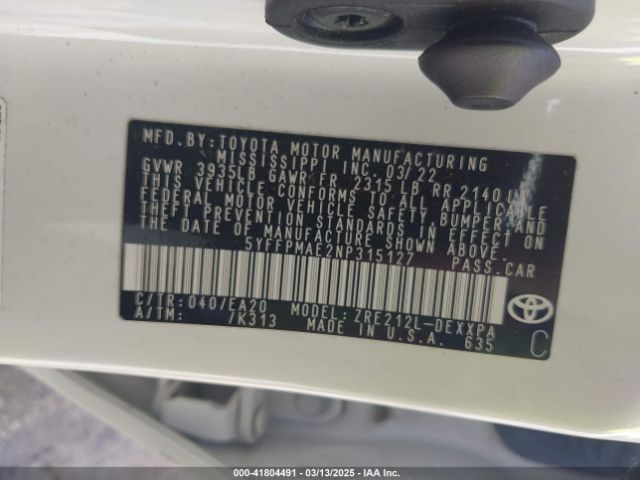 MFD.BY:TOYOTA MOTOR MANUFACTURING
MISSISSIPPI, INC. 03/22
GVWR 3935LB GAWR FR 2315 LB RR 2140 LB
THIS VEHICLE CONFORMS TO ALL APPLICABLE
FEDERAL MOTOR VEHICLE SAFETY, BUMPER, AND
THEFT PREVENTION STANDARDS IN EFFECT ON
THE DATE OF MANUFACTURE SHOWN ABOVE.
5YFFPMAE2NP315127 PASS.CAR
C/TR: 040/EA20 MODEL: ZRE212L-DEXXPA
A/TM: /K313 MADE IN U.S.A. 635
C
000-41804491 - 03/13/2025 - IAA Inc.